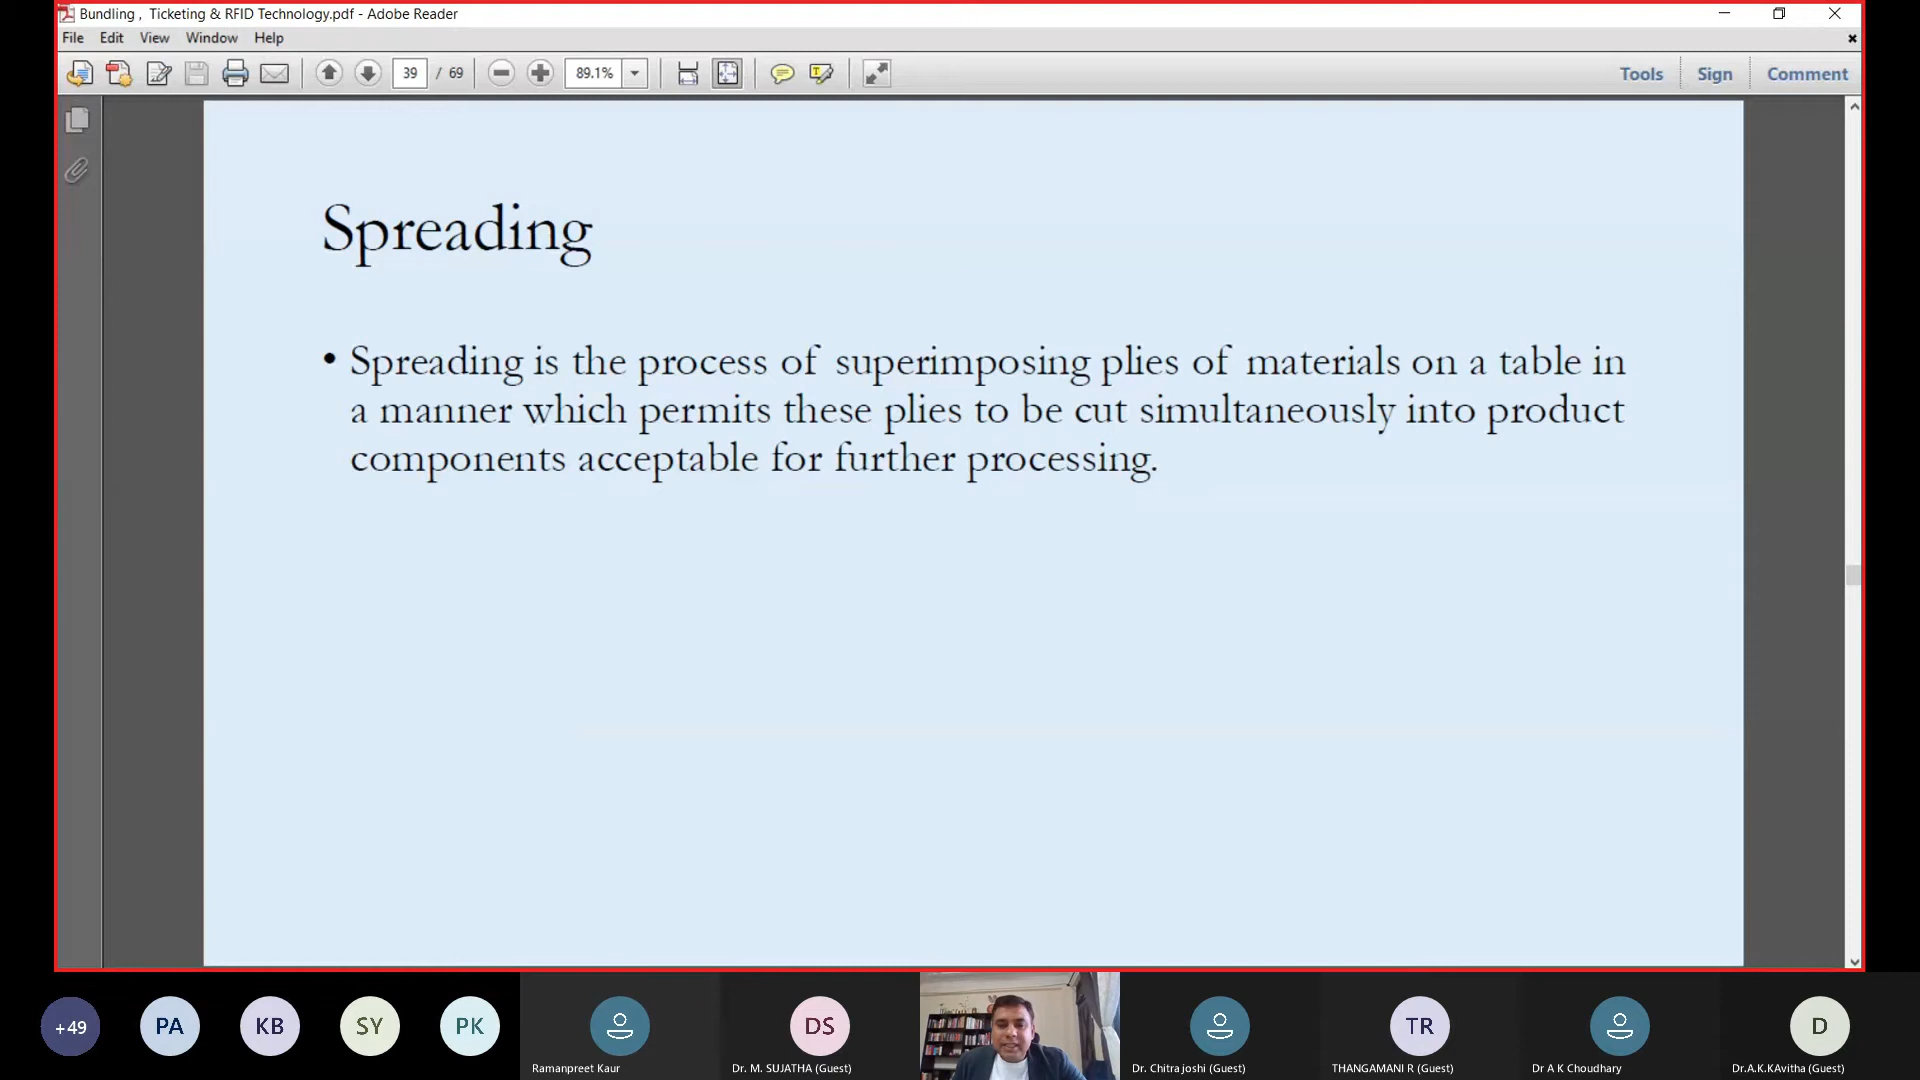 Bundling , Ticketing & RFID Technology.pdf - Adobe Reader
File Edit View Window Help
39 / 69 89.1% Tools Sign Comment
Spreading
• Spreading is the process of superimposing plies of materials on a table in
a manner which permits these plies to be cut simultaneously into product
components acceptable for further processing.
+49 PA KB SY PK DS TR D
Ramanpreet Kaur Dr. M. SUJATHA (Guest) Dr. Chitra joshi (Guest) THANGAMANI R (Guest) Dr A K Choudhary Dr.A.K.KAvitha (Guest)